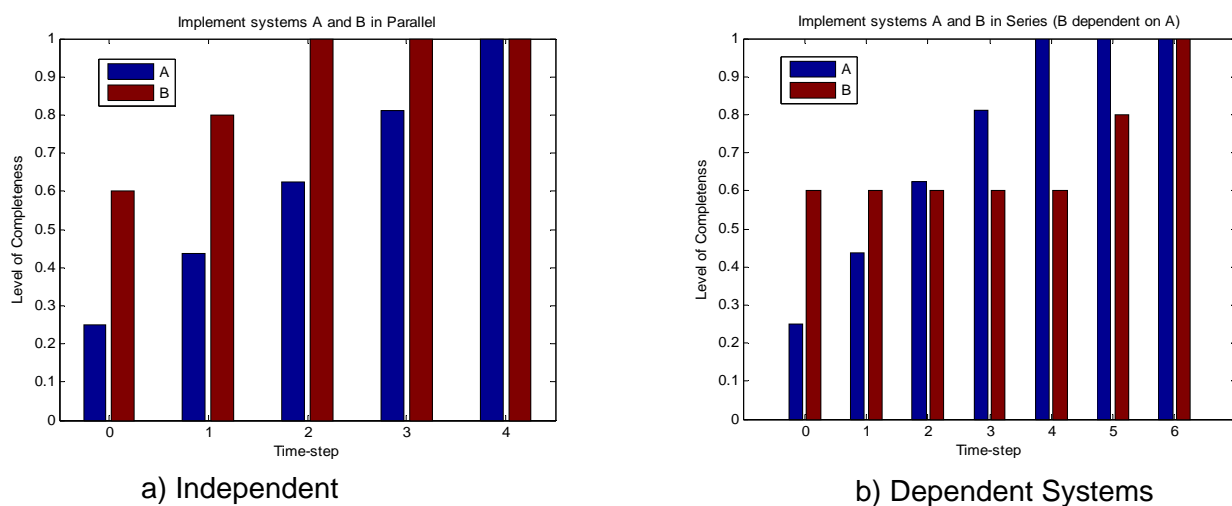 Implement systems A and B in Parallel
1
0.9
0.8
0.7
0.6
0.5
0.4
0.3
0.2
0.1
0
Level of Completeness
A
B
0 1 2 3 4
Time-step
a) Independent
Implement systems A and B in Series (B dependent on A)
1
0.9
0.8
0.7
0.6
0.5
0.4
0.3
0.2
0.1
0
Level of Completenss
A
B
0 1 2 3 4 5 6
Time-step
b) Dependent Systems